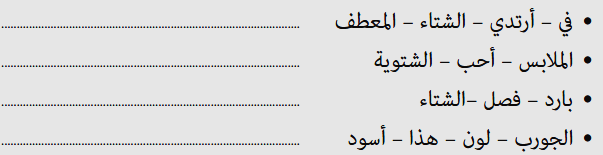 • في – أرتدي – الشتاء – المعطف ................................................................
• الملابس – أحب – الشتوية ................................................................
• بارد – فصل –الشتاء ................................................................
• الجورب – لون – هذا – أسود ................................................................